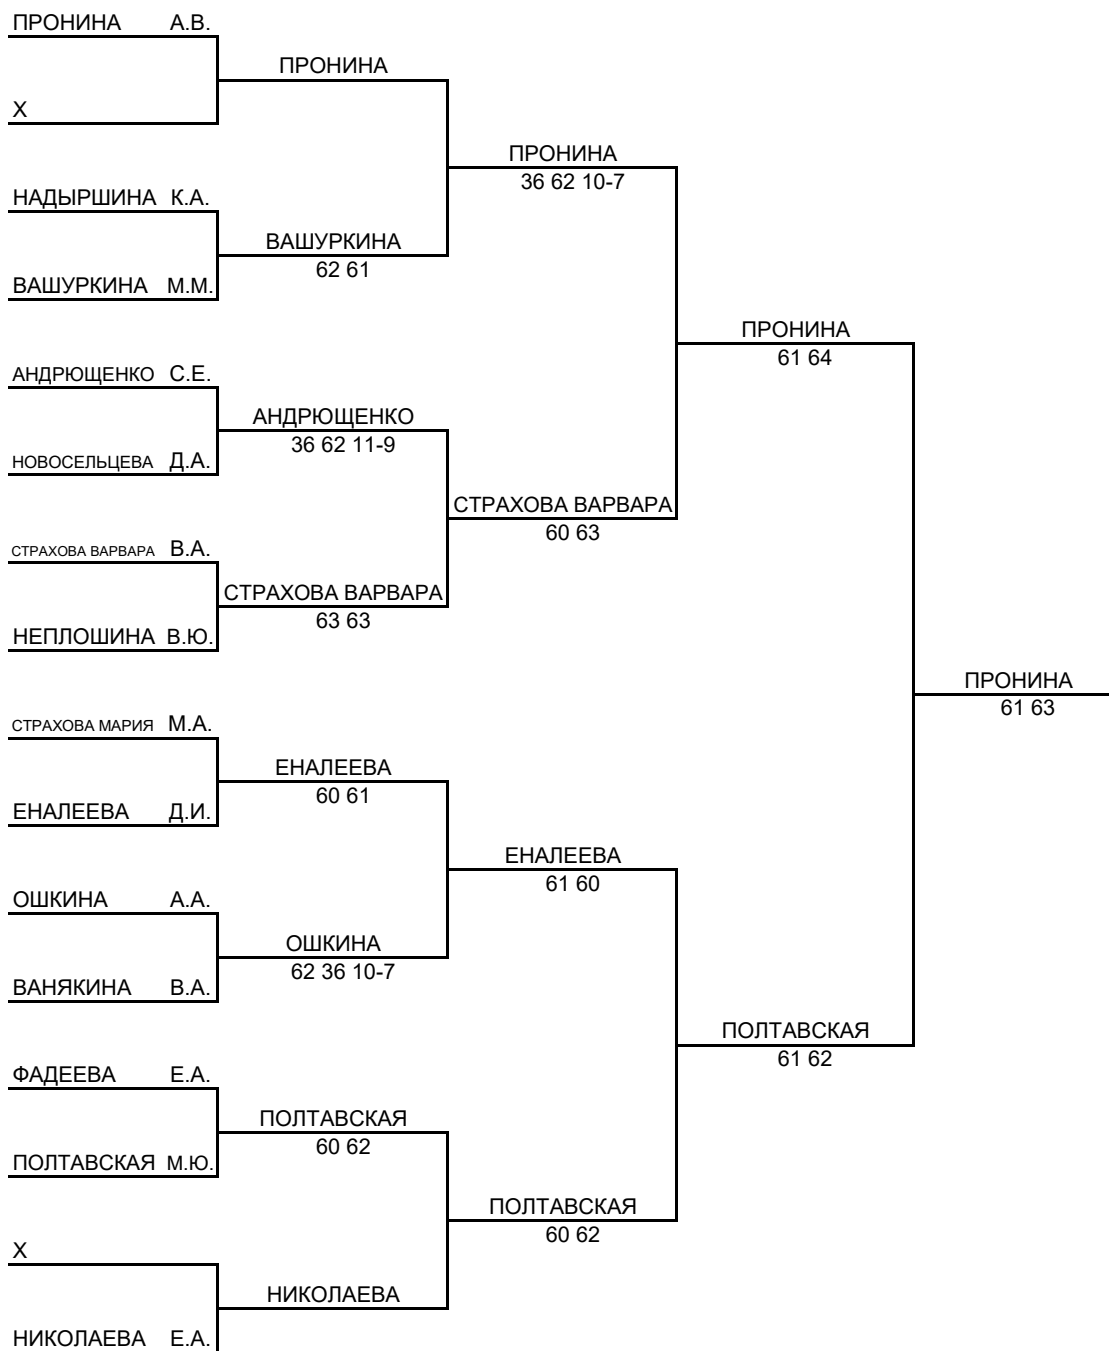 ПРОНИНА А.В.
ПРОНИНА
Х
ПРОНИНА
36 62 10-7
НАДЫРШИНА К.А.
ВАШУРКИНА
62 61
ВАШУРКИНА М.М.
ПРОНИНА
61 64
АНДРЮЩЕНКО С.Е.
АНДРЮЩЕНКО
36 62 11-9
НОВОСЕЛЬЦЕВА Д.А.
СТРАХОВА ВАРВАРА
60 63
СТРАХОВА ВАРВАРА В.А.
СТРАХОВА ВАРВАРА
63 63
НЕПЛОШИНА В.Ю.
ПРОНИНА
61 63
СТРАХОВА МАРИЯ М.А.
ЕНАЛЕЕВА
60 61
ЕНАЛЕЕВА Д.И.
ЕНАЛЕЕВА
61 60
ОШКИНА А.А.
ОШКИНА
62 36 10-7
ВАНЯКИНА В.А.
ПОЛТАВСКАЯ
61 62
ФАДЕЕВА Е.А.
ПОЛТАВСКАЯ
60 62
ПОЛТАВСКАЯ М.Ю.
ПОЛТАВСКАЯ
60 62
Х
НИКОЛАЕВА
НИКОЛАЕВА Е.А.